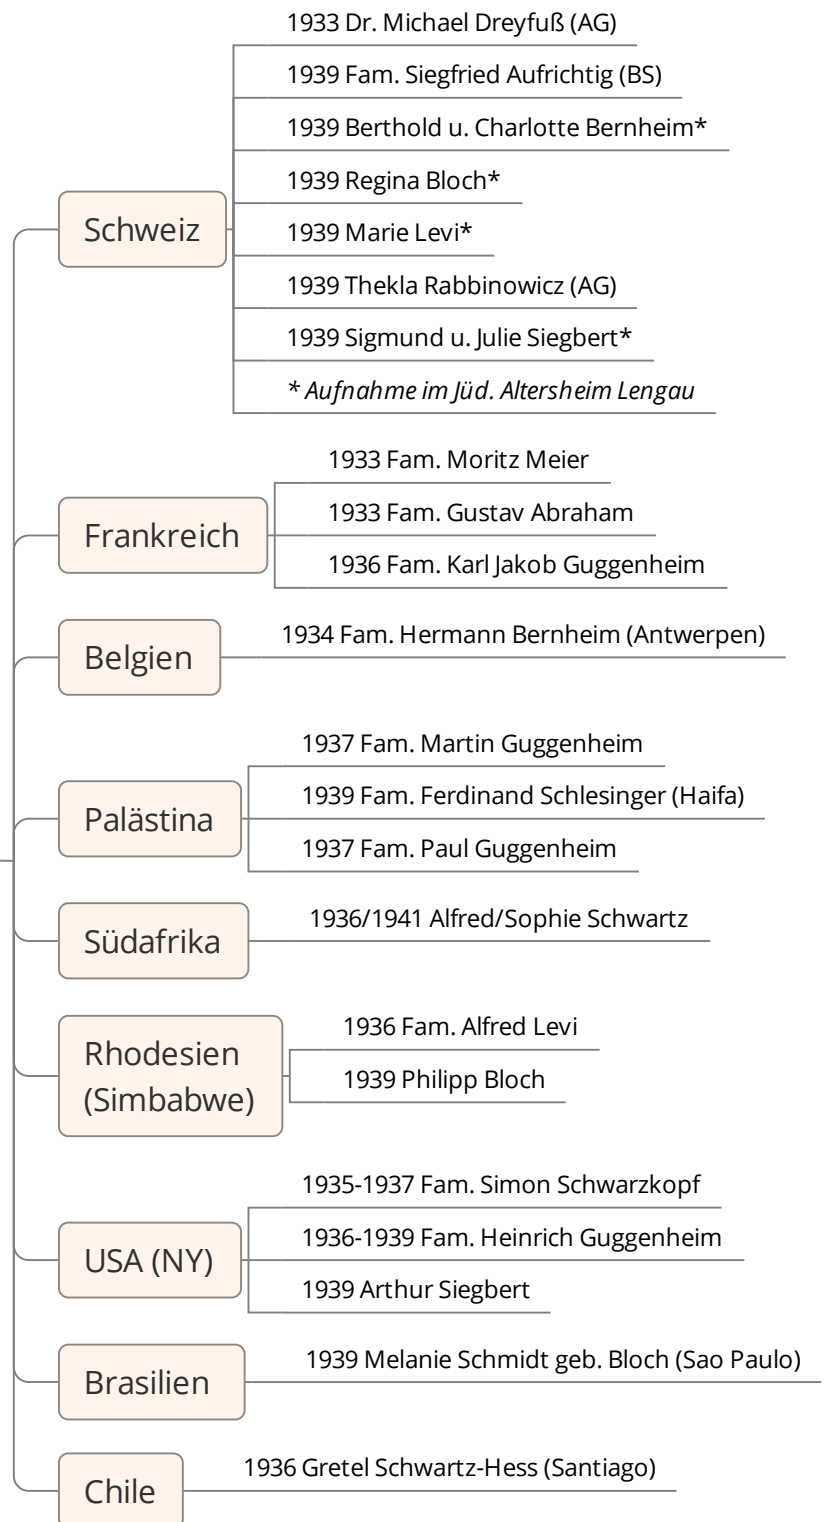 Schweiz
1933 Dr. Michael Dreyfuß (AG)
1939 Fam. Siegfried Aufrichtig (BS)
1939 Berthold u. Charlotte Bernheim*
1939 Regina Bloch*
1939 Marie Levi*
1939 Thekla Rabbinowicz (AG)
1939 Sigmund u. Julie Siegbert*
* Aufnahme im Jüd. Altersheim Lengau
Frankreich
1933 Fam. Moritz Meier
1933 Fam. Gustav Abraham
1936 Fam. Karl Jakob Guggenheim
Belgien
1934 Fam. Hermann Bernheim (Antwerpen)
Palästina
1937 Fam. Martin Guggenheim
1939 Fam. Ferdinand Schlesinger (Haifa)
1937 Fam. Paul Guggenheim
Südafrika
1936/1941 Alfred/Sophie Schwartz
Rhodesien
(Simbabwe)
1936 Fam. Alfred Levi
1939 Philipp Bloch
USA (NY)
1935-1937 Fam. Simon Schwarzkopf
1936-1939 Fam. Heinrich Guggenheim
1939 Arthur Siegbert
Brasilien
1939 Melanie Schmidt geb. Bloch (Sao Paulo)
Chile
1936 Gretel Schwartz-Hess (Santiago)